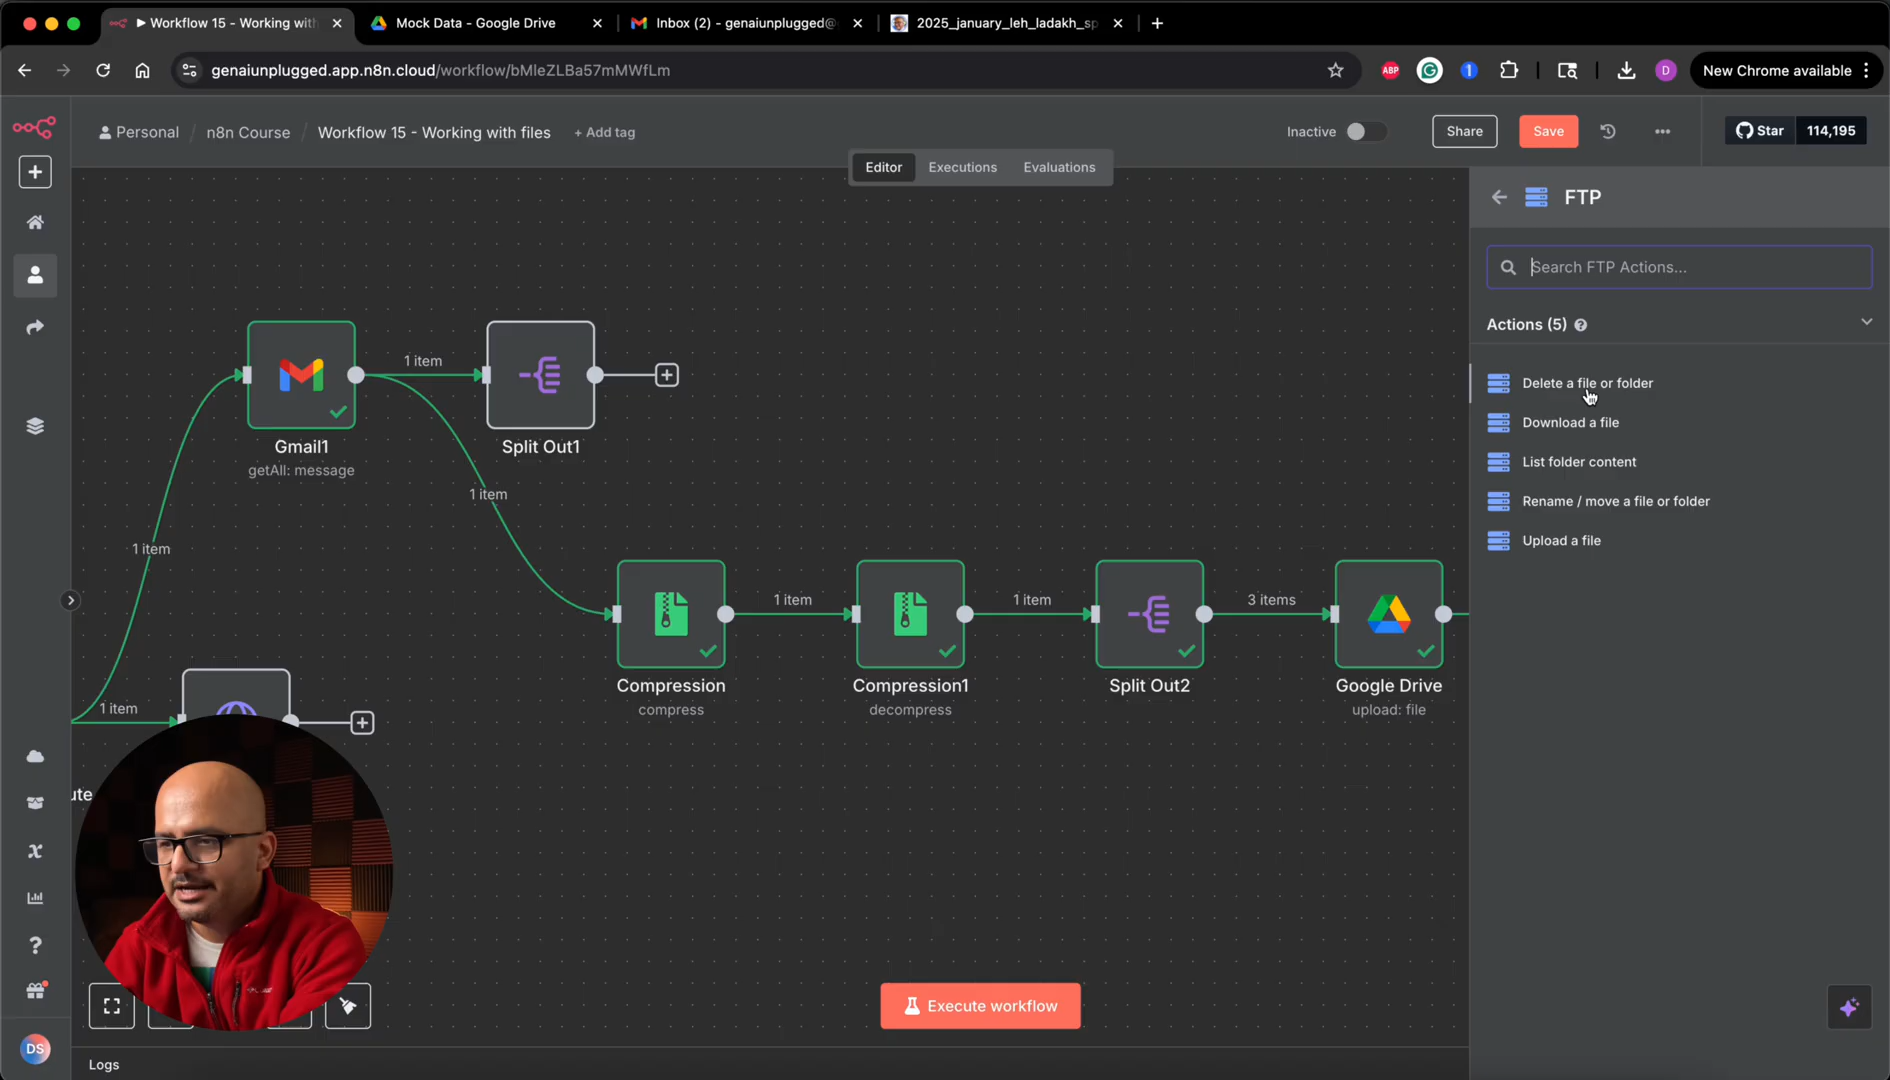 Workflow 15 - Working with
Mock Data - Google Drive
Inbox (2) - genaiunplugged@
2025_january_leh_ladakh_sp
genaiunplugged.app.n8n.cloud/workflow/bMleZLBa57mMWfLm
ABP
1
D
New Chrome available
Personal / n8n Course / Workflow 15 - Working with files + Add tag
Inactive
Share
Save
Star 114,195
Editor Executions Evaluations
FTP
Search FTP Actions...
Actions (5)
Delete a file or folder
Download a file
List folder content
Rename / move a file or folder
Upload a file
1 item
Gmail1
getAll: message
Split Out1
1 item
1 item
1 item
1 item
1 item
3 items
Compression
compress
Compression1
decompress
Split Out2
Google Drive
upload: file
ute
Execute workflow
DS
Logs